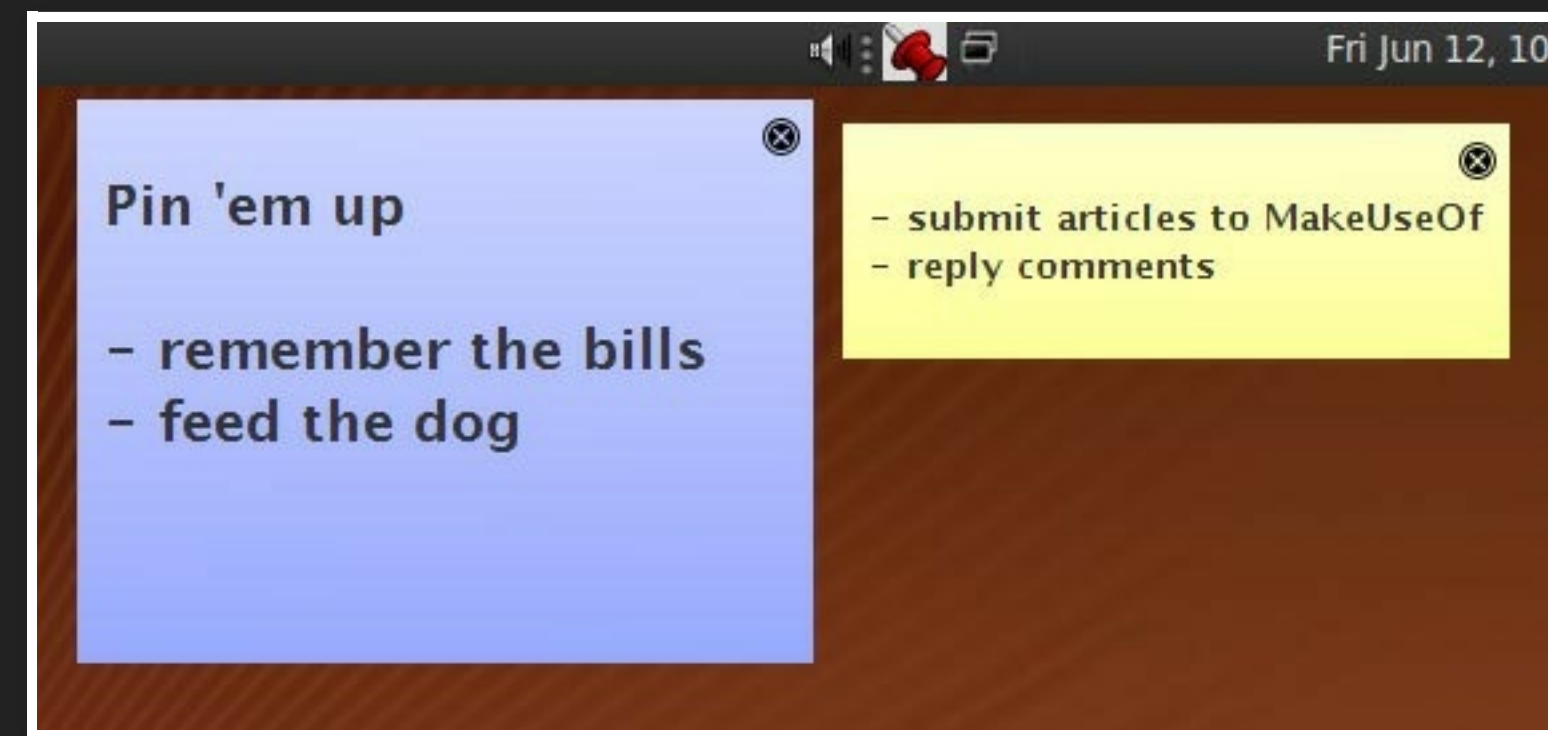 Fri Jun 12, 10
Pin 'em up
- remember the bills
- feed the dog
- submit articles to MakeUseOf
- reply comments